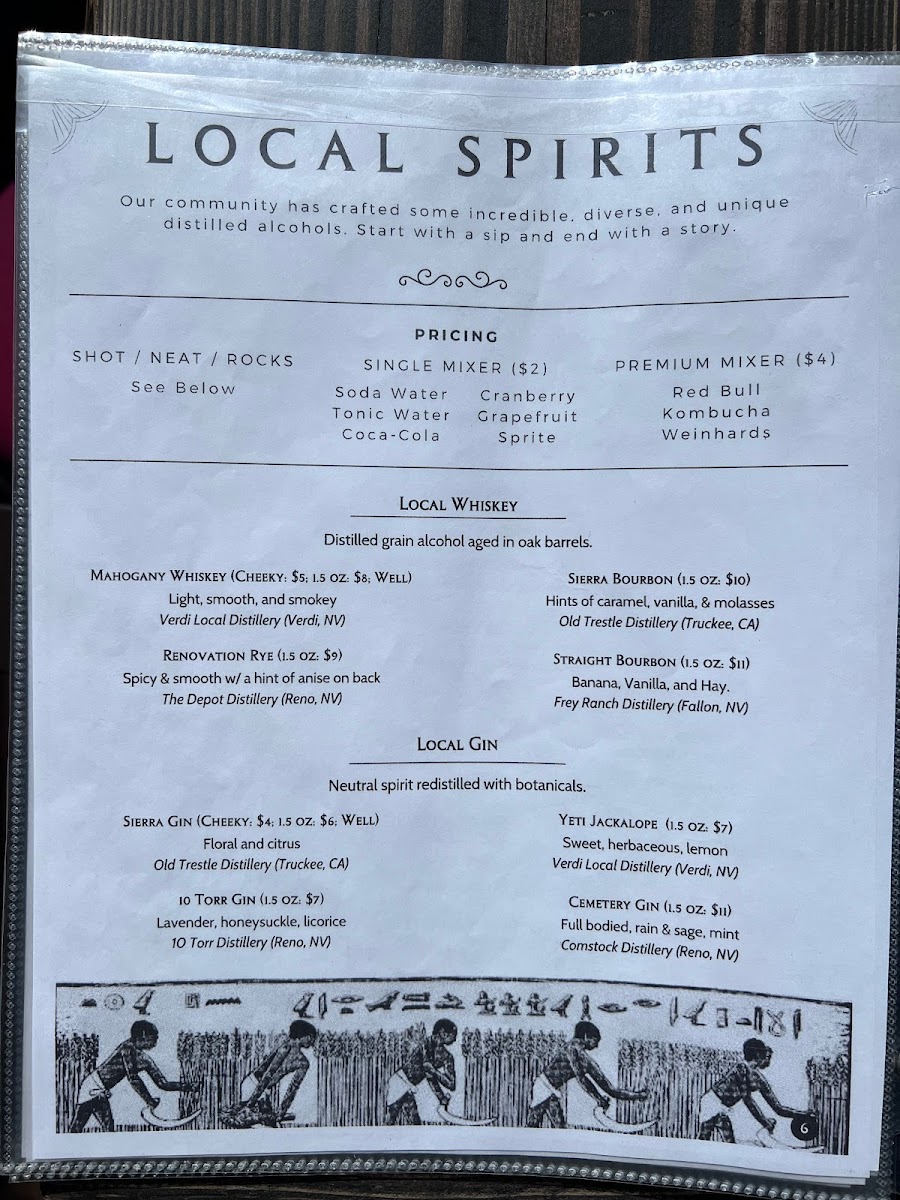 LOCAL SPIRITS
Our community has crafted some incredible, diverse, and unique
distilled alcohols. Start with a sip and end with a story.
PRICING
SHOT / NEAT / ROCKS
See Below
SINGLE MIXER ($2)
Soda Water Cranberry
Tonic Water Grapefruit
Coca-Cola Sprite
PREMIUM MIXER ($4)
Red Bull
Kombucha
Weinhards
LOCAL WHISKEY
Distilled grain alcohol aged in oak barrels.
MAHOGANY WHISKEY (CHEEKY: $5; 1.5 OZ: $8; WELL)
Light, smooth, and smokey
Verdi Local Distillery (Verdi, NV)
RENOVATION RYE (1.5 OZ: $9)
Spicy & smooth w/ a hint of anise on back
The Depot Distillery (Reno, NV)
SIERRA BOURBON (1.5 OZ: $10)
Hints of caramel, vanilla, & molasses
Old Trestle Distillery (Truckee, CA)
STRAIGHT BOURBON (1.5 OZ: $11)
Banana, Vanilla, and Hay.
Frey Ranch Distillery (Fallon, NV)
LOCAL GIN
Neutral spirit redistilled with botanicals.
SIERRA GIN (CHEEKY: $4; 1.5 OZ: $6; WELL)
Floral and citrus
Old Trestle Distillery (Truckee, CA)
10 TORR GIN (1.5 OZ: $7)
Lavender, honeysuckle, licorice
10 Torr Distillery (Reno, NV)
YETI JACKALOPE (1.5 OZ: $7)
Sweet, herbaceous, lemon
Verdi Local Distillery (Verdi, NV)
CEMETERY GIN (1.5 OZ: $11)
Full bodied, rain & sage, mint
Comstock Distillery (Reno, NV)
6